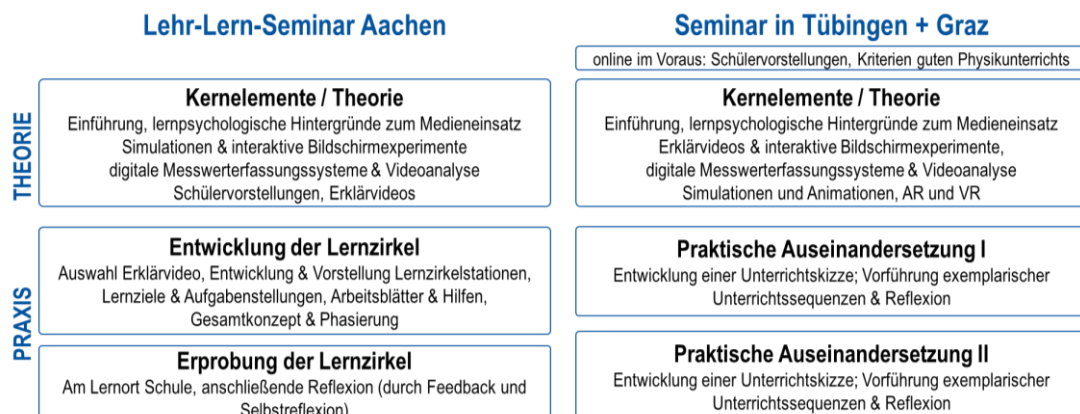 Lehr-Lern-Seminar Aachen
THEORIE
Kernelemente / Theorie
Einführung, lernpsychologische Hintergründe zum Medieneinsatz
Simulationen & interaktive Bildschirmexperimente
digitale Messwerterfassungssysteme & Videoanalyse
Schülervorstellungen, Erklärvideos
PRAXIS
Entwicklung der Lernzirkel
Auswahl Erklärvideo, Entwicklung & Vorstellung Lernzirkelstationen,
Lernziele & Aufgabenstellungen, Arbeitsblätter & Hilfen,
Gesamtkonzept & Phasierung
Erprobung der Lernzirkel
Am Lernort Schule, anschließende Reflexion (durch Feedback und
Selbstreflexion)
Seminar in Tübingen + Graz
online im Voraus: Schülervorstellungen, Kriterien guten Physikunterrichts
Kernelemente / Theorie
Einführung, lernpsychologische Hintergründe zum Medieneinsatz
Erklärvideos & interaktive Bildschirmexperimente,
digitale Messwerterfassungssysteme & Videoanalyse
Simulationen und Animationen, AR und VR
Praktische Auseinandersetzung I
Entwicklung einer Unterrichtskizze; Vorführung exemplarischer
Unterrichtssequenzen & Reflexion
Praktische Auseinandersetzung II
Entwicklung einer Unterrichtskizze; Vorführung exemplarischer
Unterrichtssequenzen & Reflexion